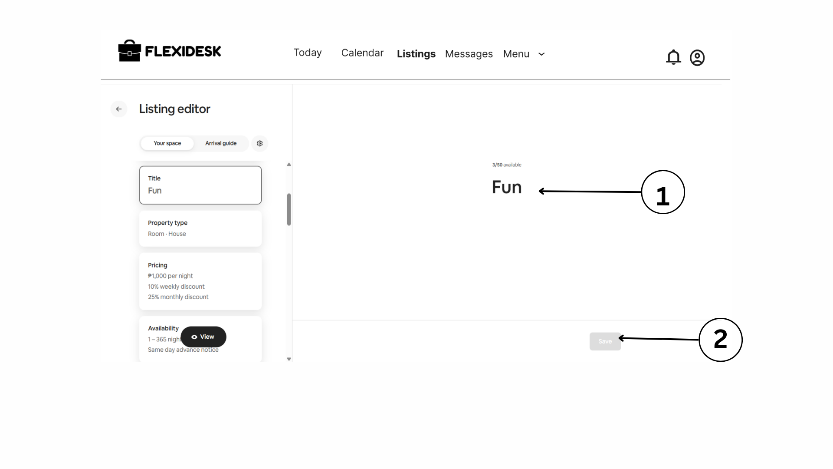 FLEXIDESK
Today Calendar Listings Messages Menu
Listing editor
Your space Arrival guide
Title
Fun
Property type
Room · House
Pricing
₱1,000 per night
10% weekly discount
25% monthly discount
Availability
1 – 365 nigh
View
Same day advance notice
3/50 available
Fun
1
Save
2